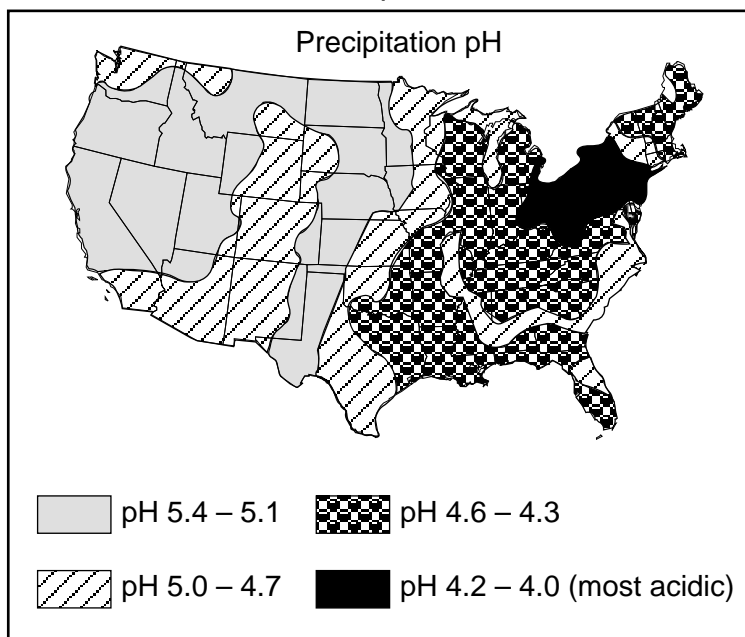 Precipitation pH
pH 5.4 – 5.1
pH 4.6 – 4.3
pH 5.0 – 4.7
pH 4.2 – 4.0 (most acidic)